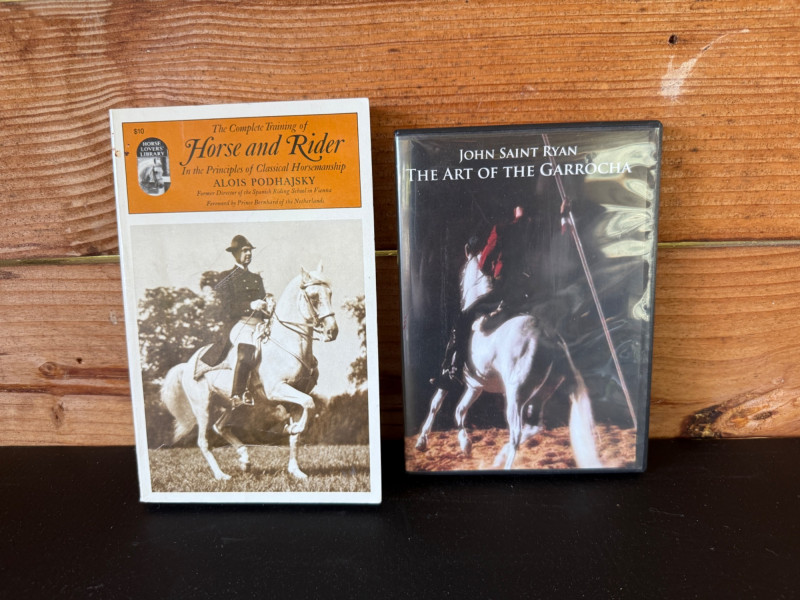 $10
HORSE
LOVERS'
LIBRARY
The Complete Training of
Horse and Rider
In the Principles of Classical Horsemanship
ALOIS PODHAJSKY
Former Director of the Spanish Riding School in Vienna
Foreword by Prince Bernhard of the Netherlands
JOHN SAINT RYAN
THE ART OF THE GARROCHA